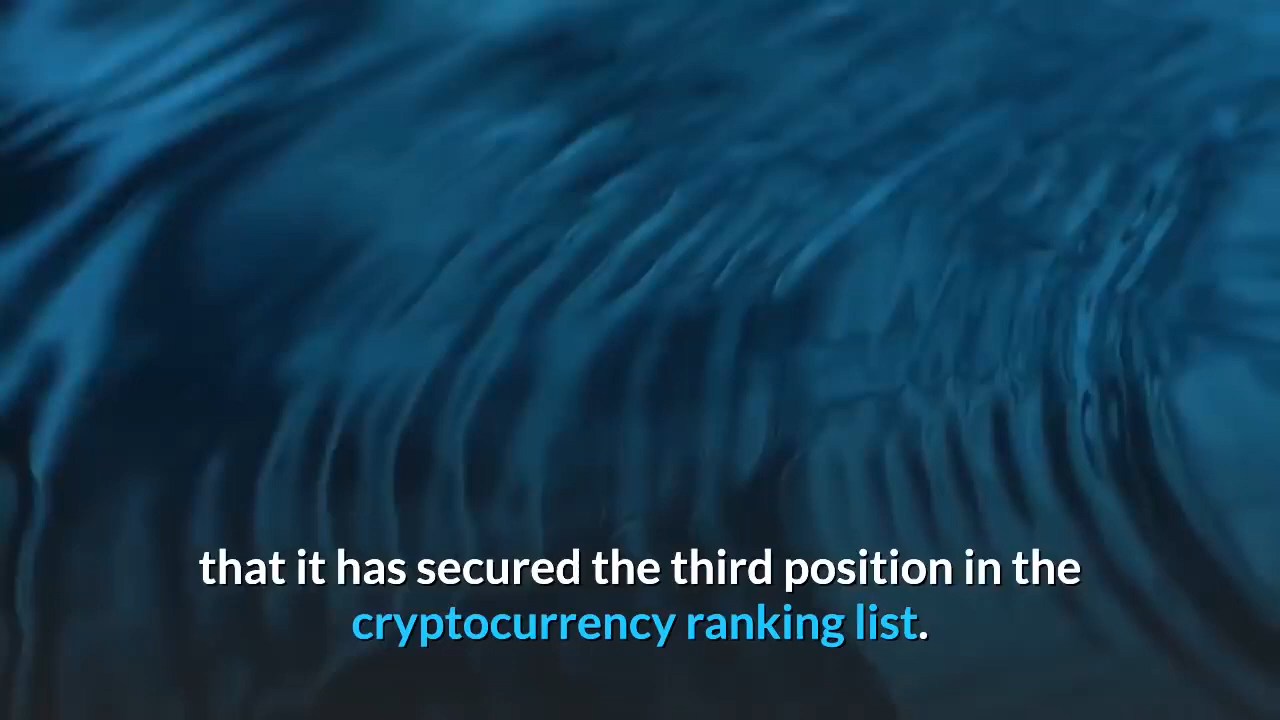 that it has secured the third position in the
cryptocurrency ranking list.